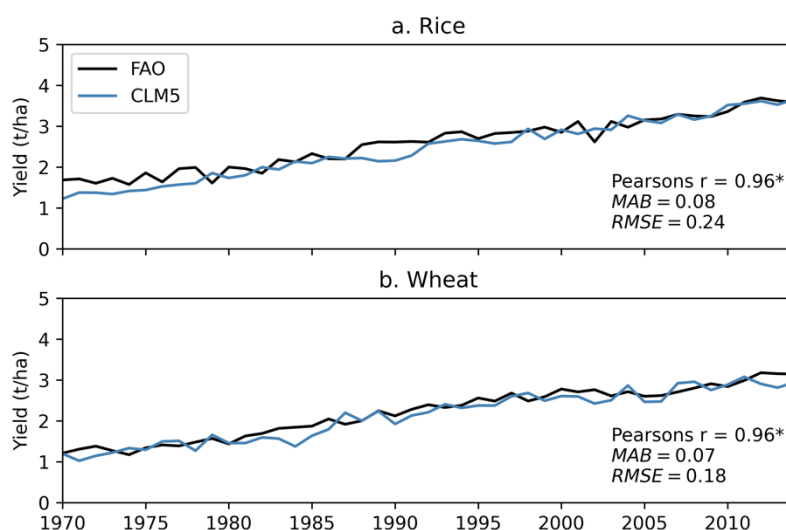 a. Rice
5
4
3
2
1
0
Yield (t/ha)
FAO
CLM5
Pearsons r = 0.96*
MAB = 0.08
RMSE = 0.24
b. Wheat
5
4
3
2
1
0
Yield (t/ha)
Pearsons r = 0.96*
MAB = 0.07
RMSE = 0.18
1970 1975 1980 1985 1990 1995 2000 2005 2010